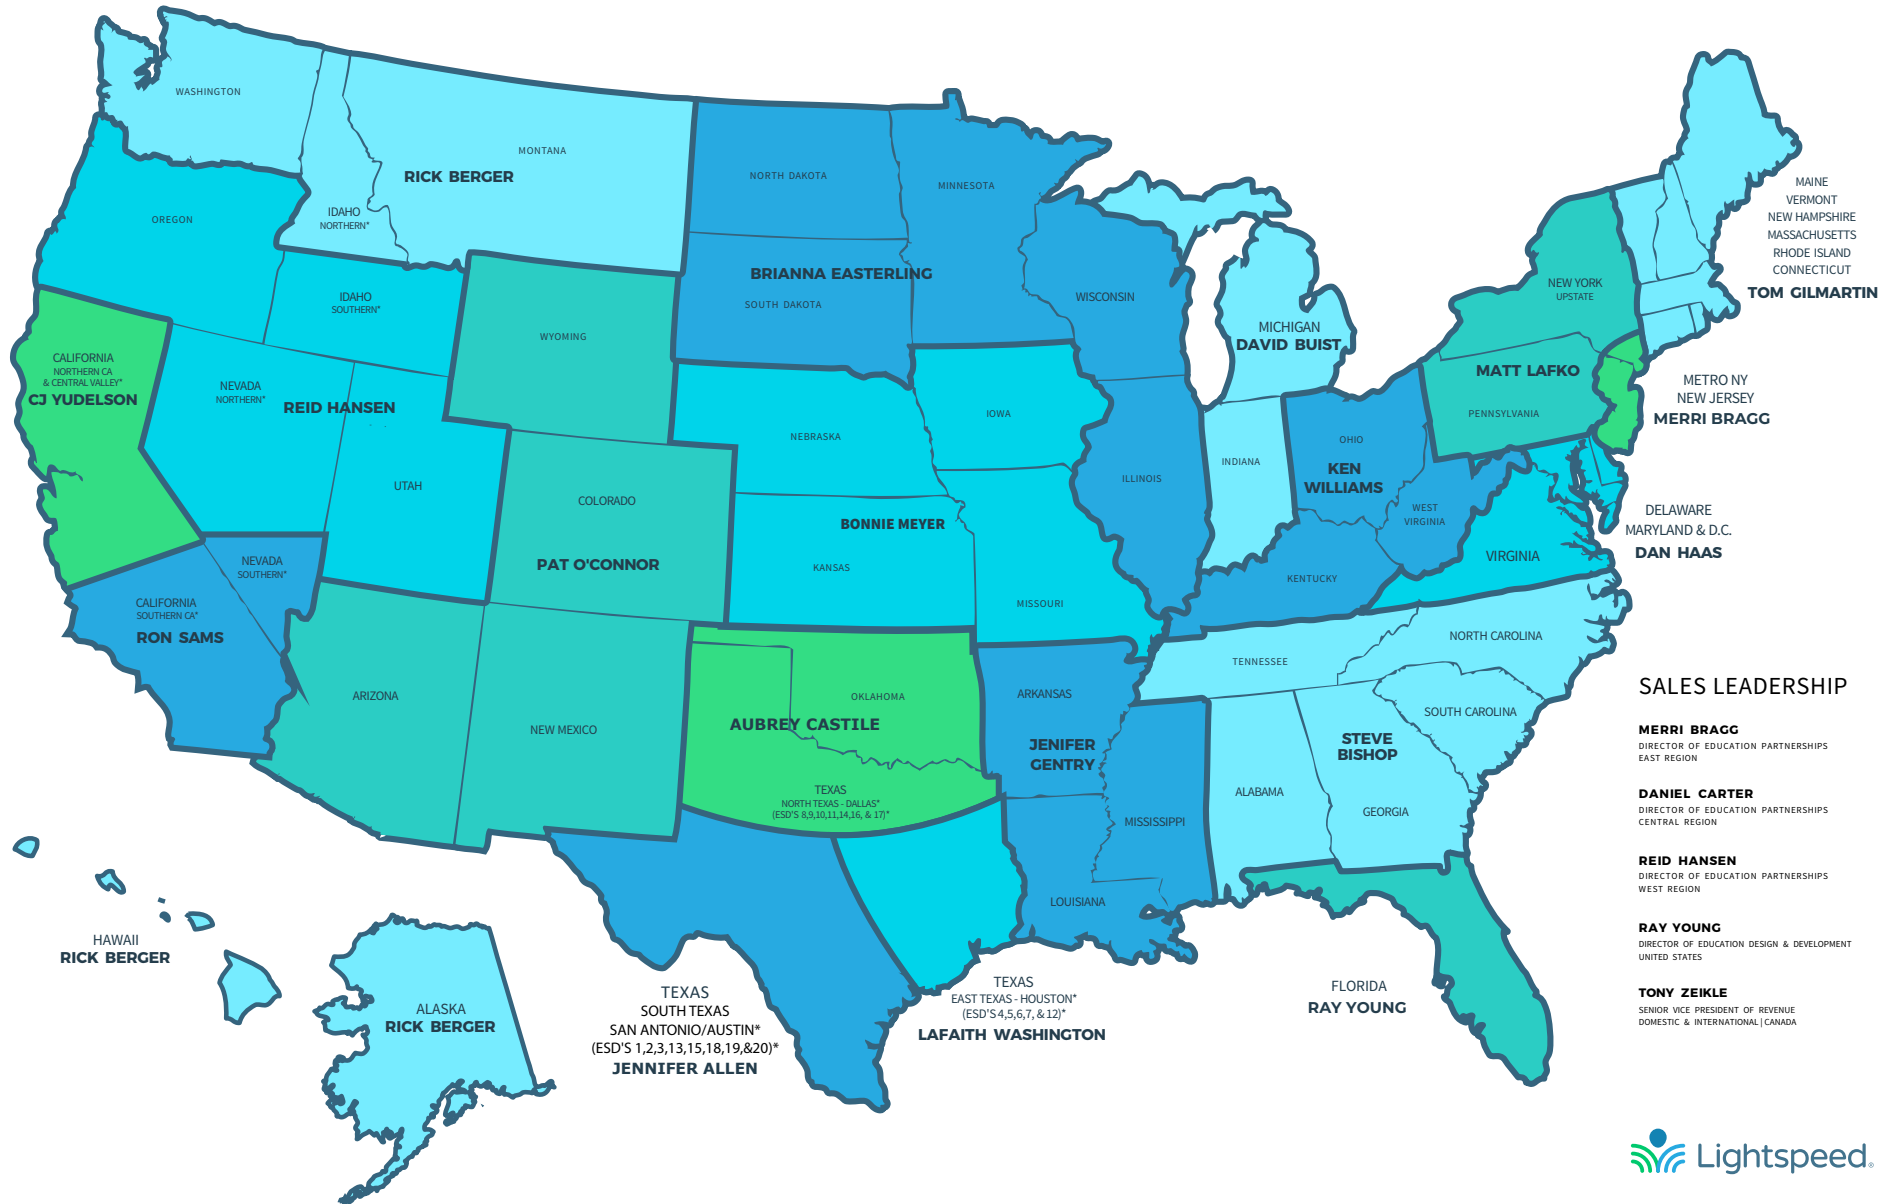 WASHINGTON
MONTANA
RICK BERGER
IDAHO
NORTHERN*
OREGON
IDAHO
SOUTHERN*
WYOMING
NORTH DAKOTA
MINNESOTA
BRIANNA EASTERLING
SOUTH DAKOTA
WISCONSIN
MICHIGAN
DAVID BUIST
NEW YORK
UPSTATE
MATT LAFKO
PENNSYLVANIA
MAINE
VERMONT
NEW HAMPSHIRE
MASSACHUSETTS
RHODE ISLAND
CONNECTICUT
TOM GILMARTIN
METRO NY
NEW JERSEY
MERRI BRAGG
CALIFORNIA
NORTHERN CA
& CENTRAL VALLEY*
CJ YUDELSON
NEVADA
NORTHERN*
REID HANSEN
UTAH
COLORADO
PAT O'CONNOR
NEBRASKA
IOWA
BONNIE MEYER
KANSAS
MISSOURI
ILLINOIS
INDIANA
OHIO
KEN
WILLIAMS
WEST
VIRGINIA
KENTUCKY
VIRGINIA
DELAWARE
MARYLAND & D.C.
DAN HAAS
NEVADA
SOUTHERN*
CALIFORNIA
SOUTHERN CA*
RON SAMS
ARIZONA
NEW MEXICO
OKLAHOMA
AUBREY CASTILE
TEXAS
NORTH TEXAS - DALLAS*
(ESD'S 8,9,10,11,14,16, & 17)*
ARKANSAS
JENIFER
GENTRY
MISSISSIPPI
LOUISIANA
TENNESSEE
NORTH CAROLINA
SOUTH CAROLINA
STEVE
BISHOP
ALABAMA
GEORGIA
HAWAII
RICK BERGER
ALASKA
RICK BERGER
TEXAS
SOUTH TEXAS
SAN ANTONIO/AUSTIN*
(ESD'S 1,2,3,13,15,18,19,&20)*
JENNIFER ALLEN
TEXAS
EAST TEXAS - HOUSTON*
(ESD'S 4,5,6,7, & 12)*
LAFAITH WASHINGTON
FLORIDA
RAY YOUNG
SALES LEADERSHIP
MERRI BRAGG
DIRECTOR OF EDUCATION PARTNERSHIPS
EAST REGION
DANIEL CARTER
DIRECTOR OF EDUCATION PARTNERSHIPS
CENTRAL REGION
REID HANSEN
DIRECTOR OF EDUCATION PARTNERSHIPS
WEST REGION
RAY YOUNG
DIRECTOR OF EDUCATION DESIGN & DEVELOPMENT
UNITED STATES
TONY ZEIKLE
SENIOR VICE PRESIDENT OF REVENUE
DOMESTIC & INTERNATIONAL | CANADA
Lightspeed®